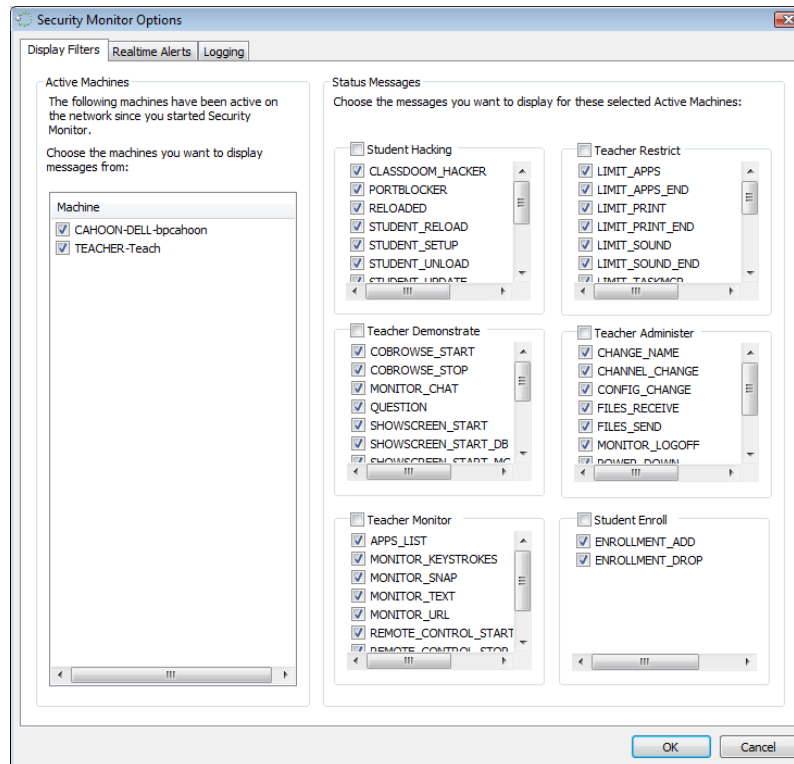 Security Monitor Options
Display Filters
Realtime Alerts
Logging
Active Machines
The following machines have been active on
the network since you started Security
Monitor.
Choose the machines you want to display
messages from:
Machine
CAHOON-DELL-bpcahoon
TEACHER-Teach
Status Messages
Choose the messages you want to display for these selected Active Machines:
Student Hacking
CLASSDOOM_HACKER
PORTBLOCKER
RELOADED
STUDENT_RELOAD
STUDENT_SETUP
STUDENT_UNLOAD
STUDENT_UPDATE
Teacher Restrict
LIMIT_APPS
LIMIT_APPS_END
LIMIT_PRINT
LIMIT_PRINT_END
LIMIT_SOUND
LIMIT_SOUND_END
LIMIT_TASKMGR
Teacher Demonstrate
COBROWSE_START
COBROWSE_STOP
MONITOR_CHAT
QUESTION
SHOWSCREEN_START
SHOWSCREEN_START_DB
SHOWSCREEN_START_MC
Teacher Administer
CHANGE_NAME
CHANNEL_CHANGE
CONFIG_CHANGE
FILES_RECEIVE
FILES_SEND
MONITOR_LOGOFF
POWER_DOWN
Teacher Monitor
APPS_LIST
MONITOR_KEYSTROKES
MONITOR_SNAP
MONITOR_TEXT
MONITOR_URL
REMOTE_CONTROL_START
REMOTE_CONTROL_STOP
Student Enroll
ENROLLMENT_ADD
ENROLLMENT_DROP
OK
Cancel